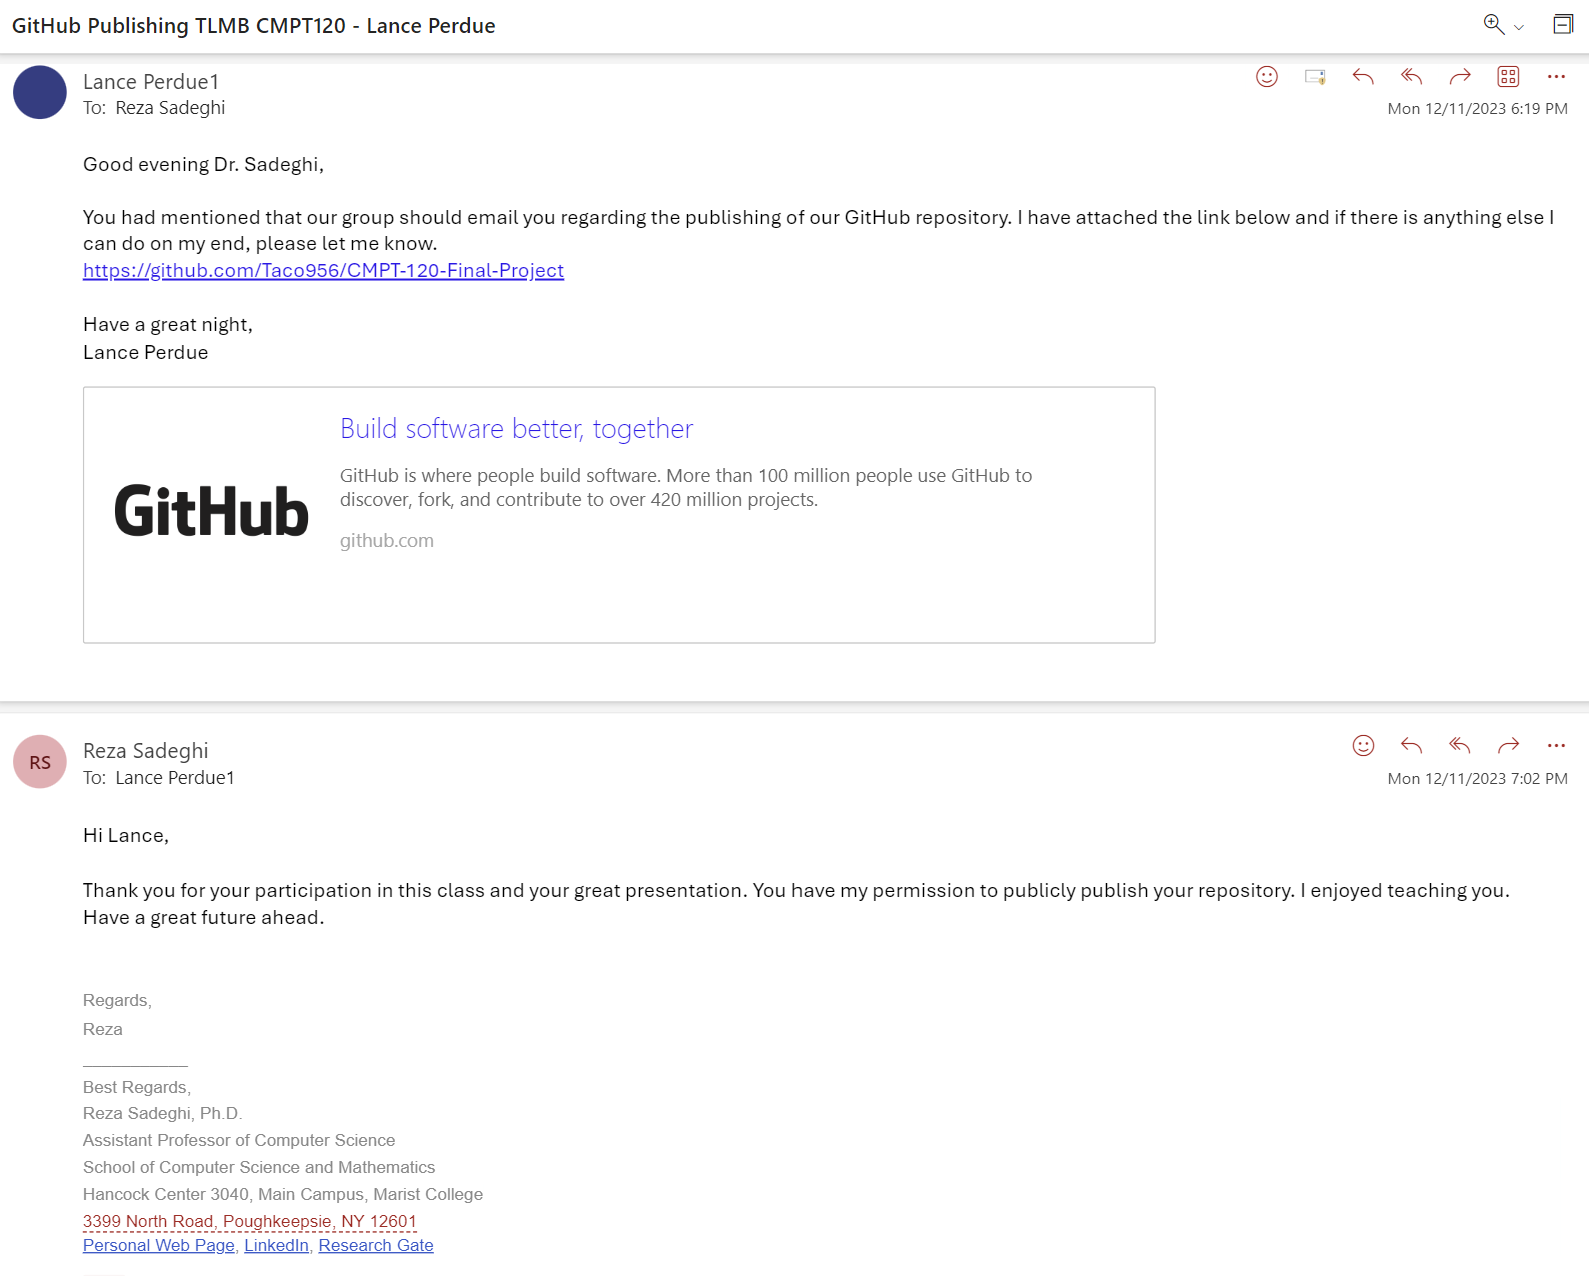 GitHub Publishing TLMB CMPT120 - Lance Perdue
Lance Perdue1
To: Reza Sadeghi
Mon 12/11/2023 6:19 PM
Good evening Dr. Sadeghi,
You had mentioned that our group should email you regarding the publishing of our GitHub repository. I have attached the link below and if there is anything else I
can do on my end, please let me know.
https://github.com/Taco956/CMPT-120-Final-Project
Have a great night,
Lance Perdue
GitHub
Build software better, together
GitHub is where people build software. More than 100 million people use GitHub to
discover, fork, and contribute to over 420 million projects.
github.com
RS
Reza Sadeghi
To: Lance Perdue1
Mon 12/11/2023 7:02 PM
Hi Lance,
Thank you for your participation in this class and your great presentation. You have my permission to publicly publish your repository. I enjoyed teaching you.
Have a great future ahead.
Regards,
Reza
____________
Best Regards,
Reza Sadeghi, Ph.D.
Assistant Professor of Computer Science
School of Computer Science and Mathematics
Hancock Center 3040, Main Campus, Marist College
3399 North Road, Poughkeepsie, NY 12601
Personal Web Page, LinkedIn, Research Gate